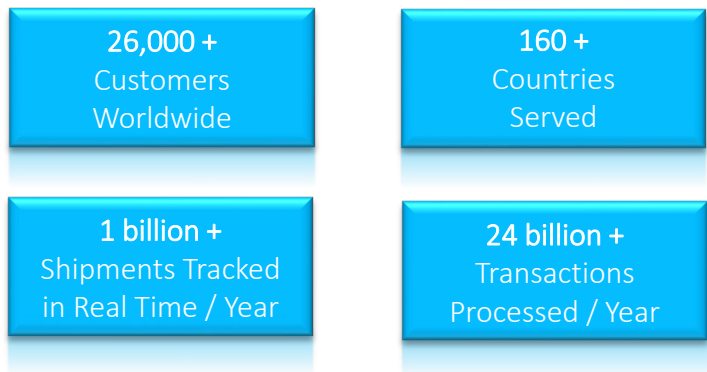 26,000 +
Customers
Worldwide
160 +
Countries
Served
1 billion +
Shipments Tracked
in Real Time / Year
24 billion +
Transactions
Processed / Year